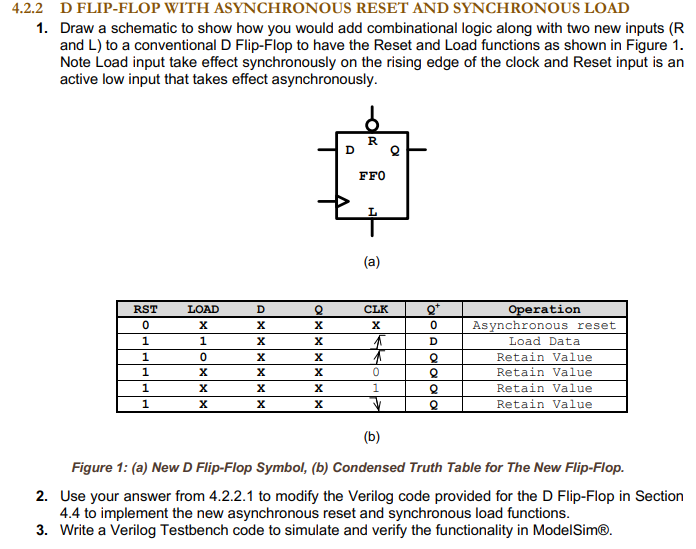 4.2.2 D FLIP-FLOP WITH ASYNCHRONOUS RESET AND SYNCHRONOUS LOAD
1. Draw a schematic to show how you would add combinational logic along with two new inputs (R
and L) to a conventional D Flip-Flop to have the Reset and Load functions as shown in Figure 1.
Note Load input take effect synchronously on the rising edge of the clock and Reset input is an
active low input that takes effect asynchronously.
R
D Q
FF0
L
(a)
RST LOAD D Q CLK Q+ Operation
0 X X X X 0 Asynchronous reset
1 1 X X D Load Data
1 0 X X Q Retain Value
1 X X X 0 Q Retain Value
1 X X X 1 Q Retain Value
1 X X X Q Retain Value
(b)
Figure 1: (a) New D Flip-Flop Symbol, (b) Condensed Truth Table for The New Flip-Flop.
2. Use your answer from 4.2.2.1 to modify the Verilog code provided for the D Flip-Flop in Section
4.4 to implement the new asynchronous reset and synchronous load functions.
3. Write a Verilog Testbench code to simulate and verify the functionality in ModelSim®.